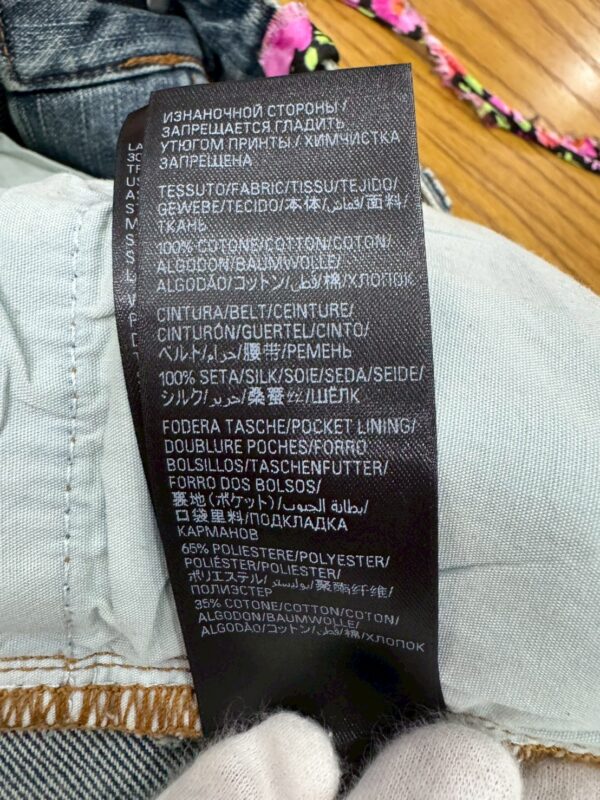 ИЗНАНОЧНОЙ СТОРОНЫ /
ЗАПРЕЩАЕТСЯ ГЛАДИТЬ
УТЮГОМ ПРИНТЫ / ХИМЧИСТКА
ЗАПРЕЩЕНА
TESSUTO/FABRIC/TISSU/TEJIDO/
GEWEBE/TECIDO/本体/قماش/面料/
ТКАНЬ
100% COTONE/COTTON/COTON/
ALGODON/BAUMWOLLE/
ALGODÃO/コットン/قطن/棉/ХЛОПОК
CINTURA/BELT/CEINTURE/
CINTURÓN/GUERTEL/CINTO/
ベルト/حزام/腰带/РЕМЕНЬ
100% SETA/SILK/SOIE/SEDA/SEIDE/
シルク/حرير/桑蚕丝/ШЁЛК
FODERA TASCHE/POCKET LINING/
DOUBLURE POCHES/FORRO
BOLSILLOS/TASCHENFUTTER/
FORRO DOS BOLSOS/
裏地(ポケット)/بطانة الجيوب/
口袋里料/ПОДКЛАДКА
КАРМАНОВ
65% POLIESTERE/POLYESTER/
POLIÉSTER/POLIESTER/
ポリエステル/بوليستر/聚酯纤维/
ПОЛИЭСТЕР
35% COTONE/COTTON/COTON/
ALGODON/BAUMWOLLE/
ALGODÃO/コットン/قطن/棉/ХЛОПОК